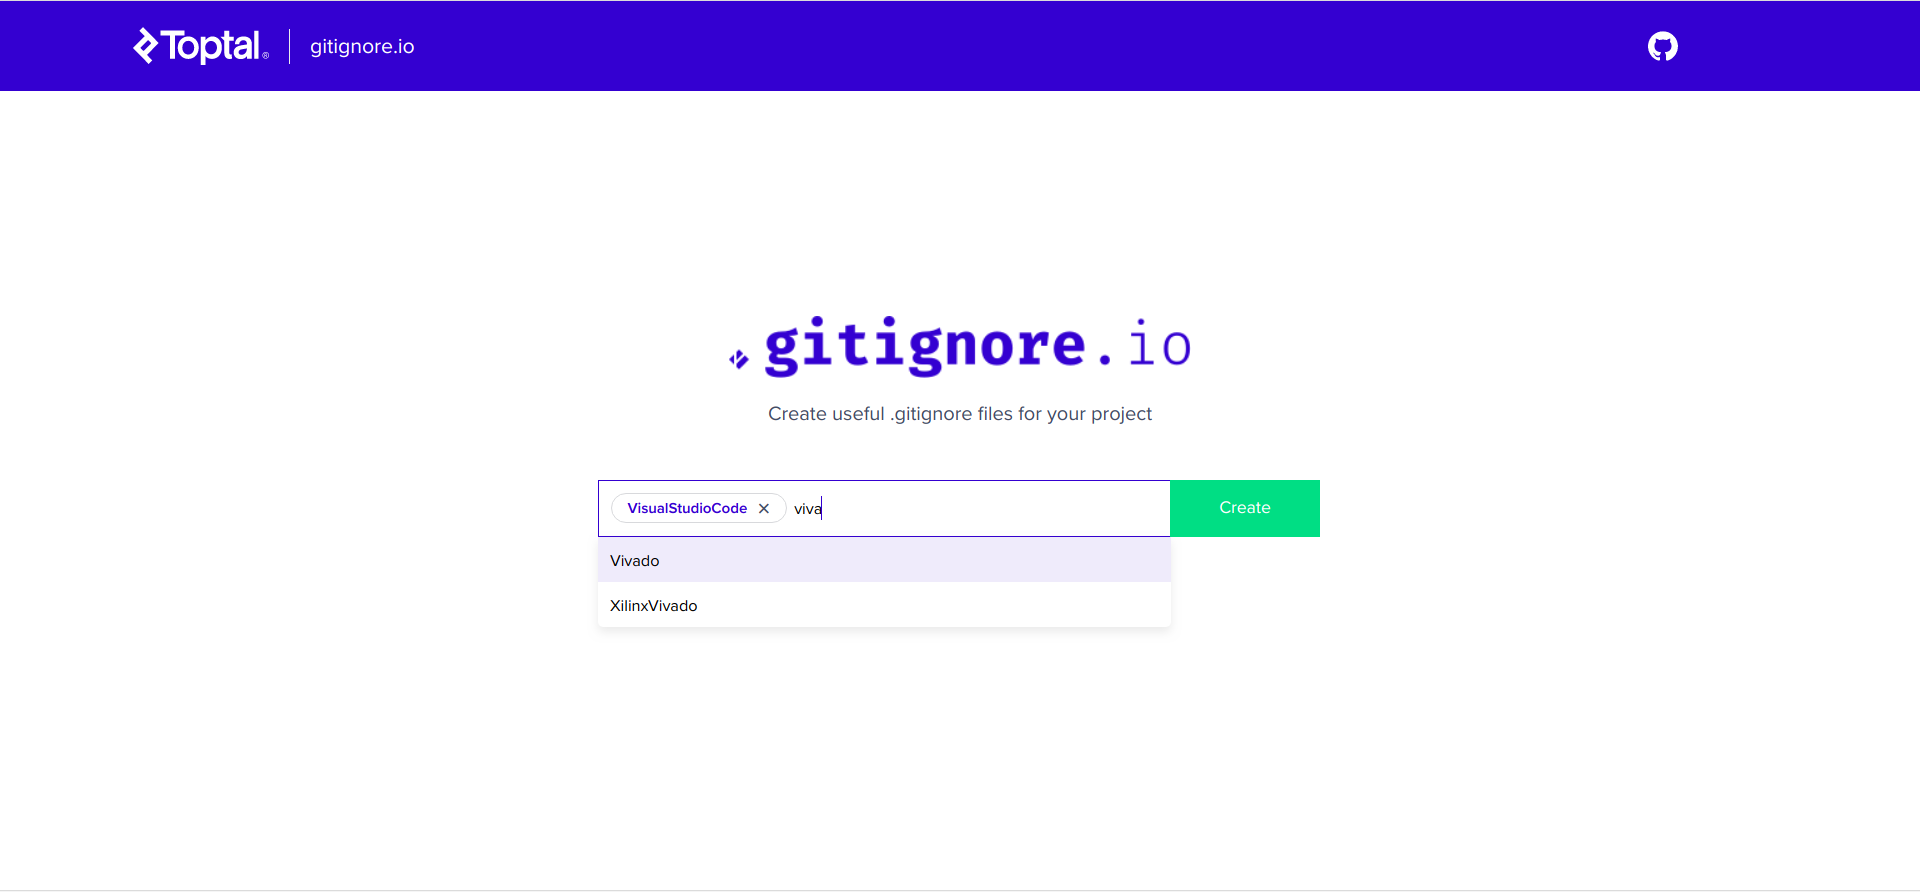 Toptal® gitignore.io
.gitignore.io
Create useful .gitignore files for your project
VisualStudioCode × viva Create
Vivado
XilinxVivado